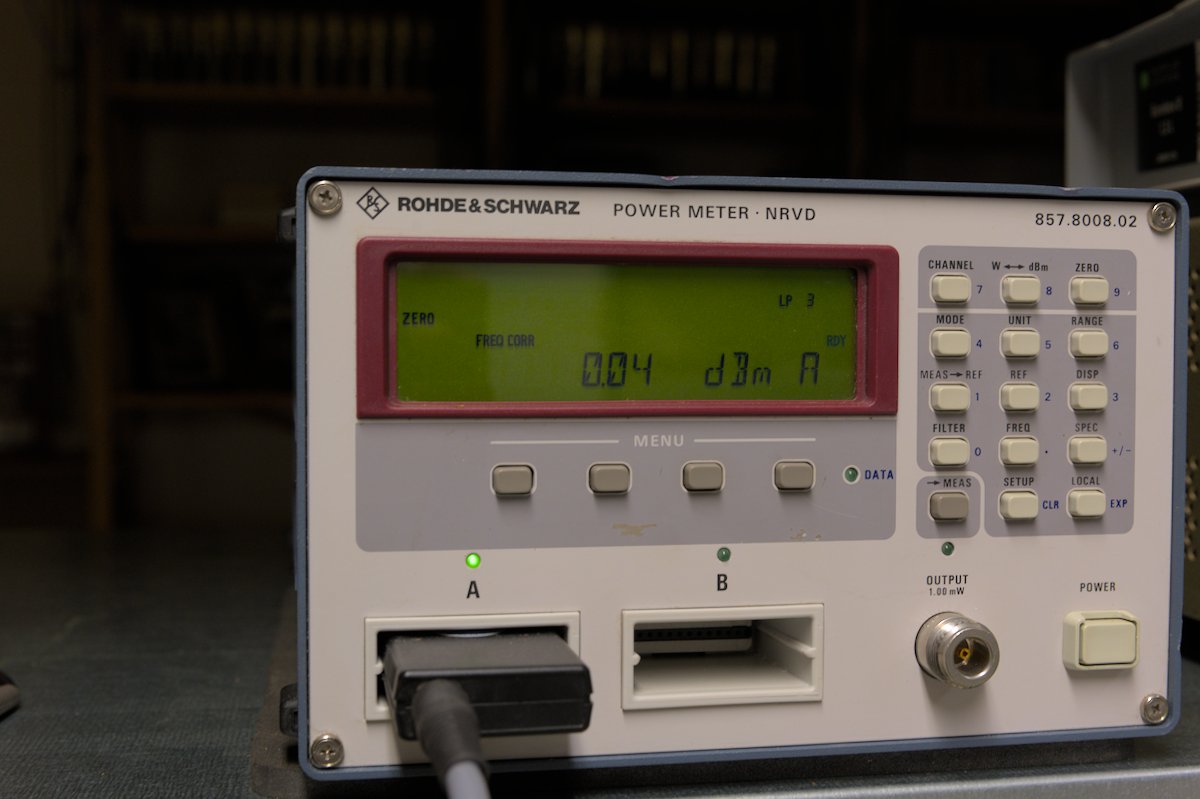 R&S ROHDE & SCHWARZ POWER METER · NRVD 857.8008.02
LP 3
ZERO
FREQ CORR RDY
0.04 dBm A
MENU
DATA
CHANNEL 7 W ↔ dBm 8 ZERO 9
MODE 4 UNIT 5 RANGE 6
MEAS→REF 1 REF 2 DISP 3
FILTER 0 FREQ · SPEC +/−
→MEAS SETUP CLR LOCAL EXP
A B
OUTPUT
1.00 mW
POWER